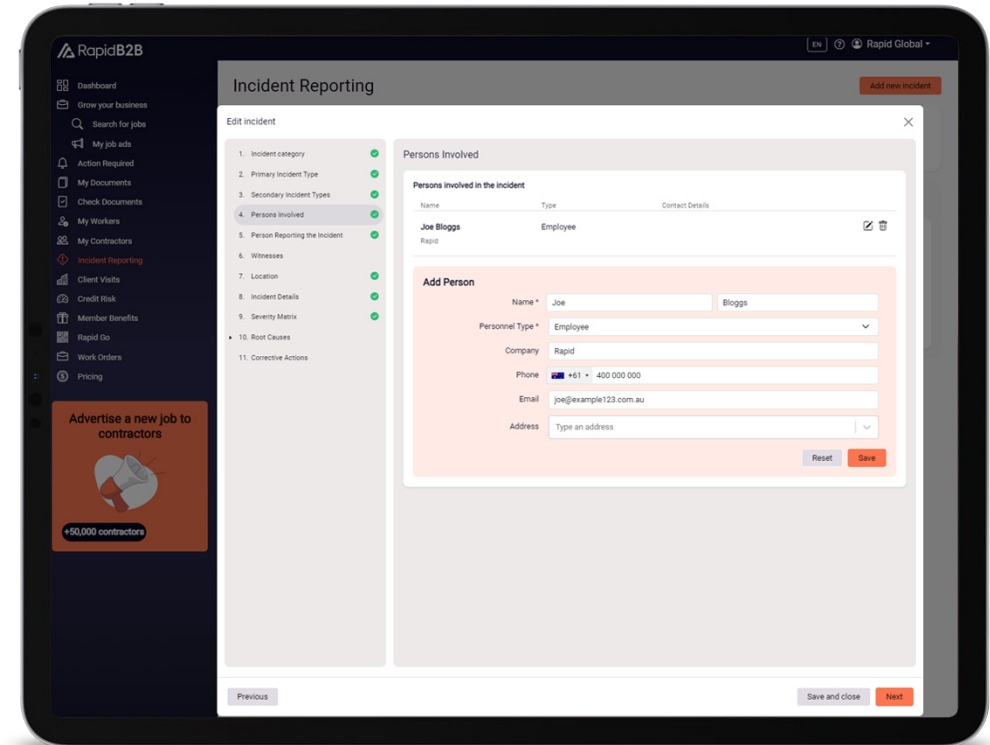 RapidB2B
EN
Rapid Global
Dashboard
Grow your business
Search for jobs
My job ads
Action Required
My Documents
Check Documents
My Workers
My Contractors
Incident Reporting
Client Visits
Credit Risk
Member Benefits
Rapid Go
Work Orders
Pricing
Advertise a new job to
contractors
+50,000 contractors
Incident Reporting
Add new incident
Edit incident
1. Incident category
2. Primary Incident Type
3. Secondary Incident Types
4. Persons Involved
5. Person Reporting the Incident
6. Witnesses
7. Location
8. Incident Details
9. Severity Matrix
10. Root Causes
11. Corrective Actions
Persons Involved
Persons involved in the incident
Name Type Contact Details
Joe Bloggs Employee
Rapid
Add Person
Name * Joe Bloggs
Personnel Type * Employee
Company Rapid
Phone +61 400 000 000
Email joe@example123.com.au
Address Type an address
Reset Save
Previous Save and close Next